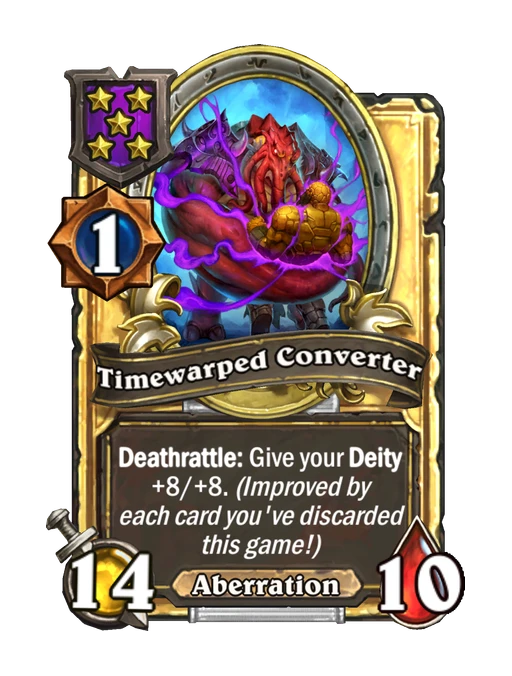 1
Timewarped Converter
Deathrattle: Give your Deity
+8/+8. (Improved by
each card you've discarded
this game!)
14
Aberration
10